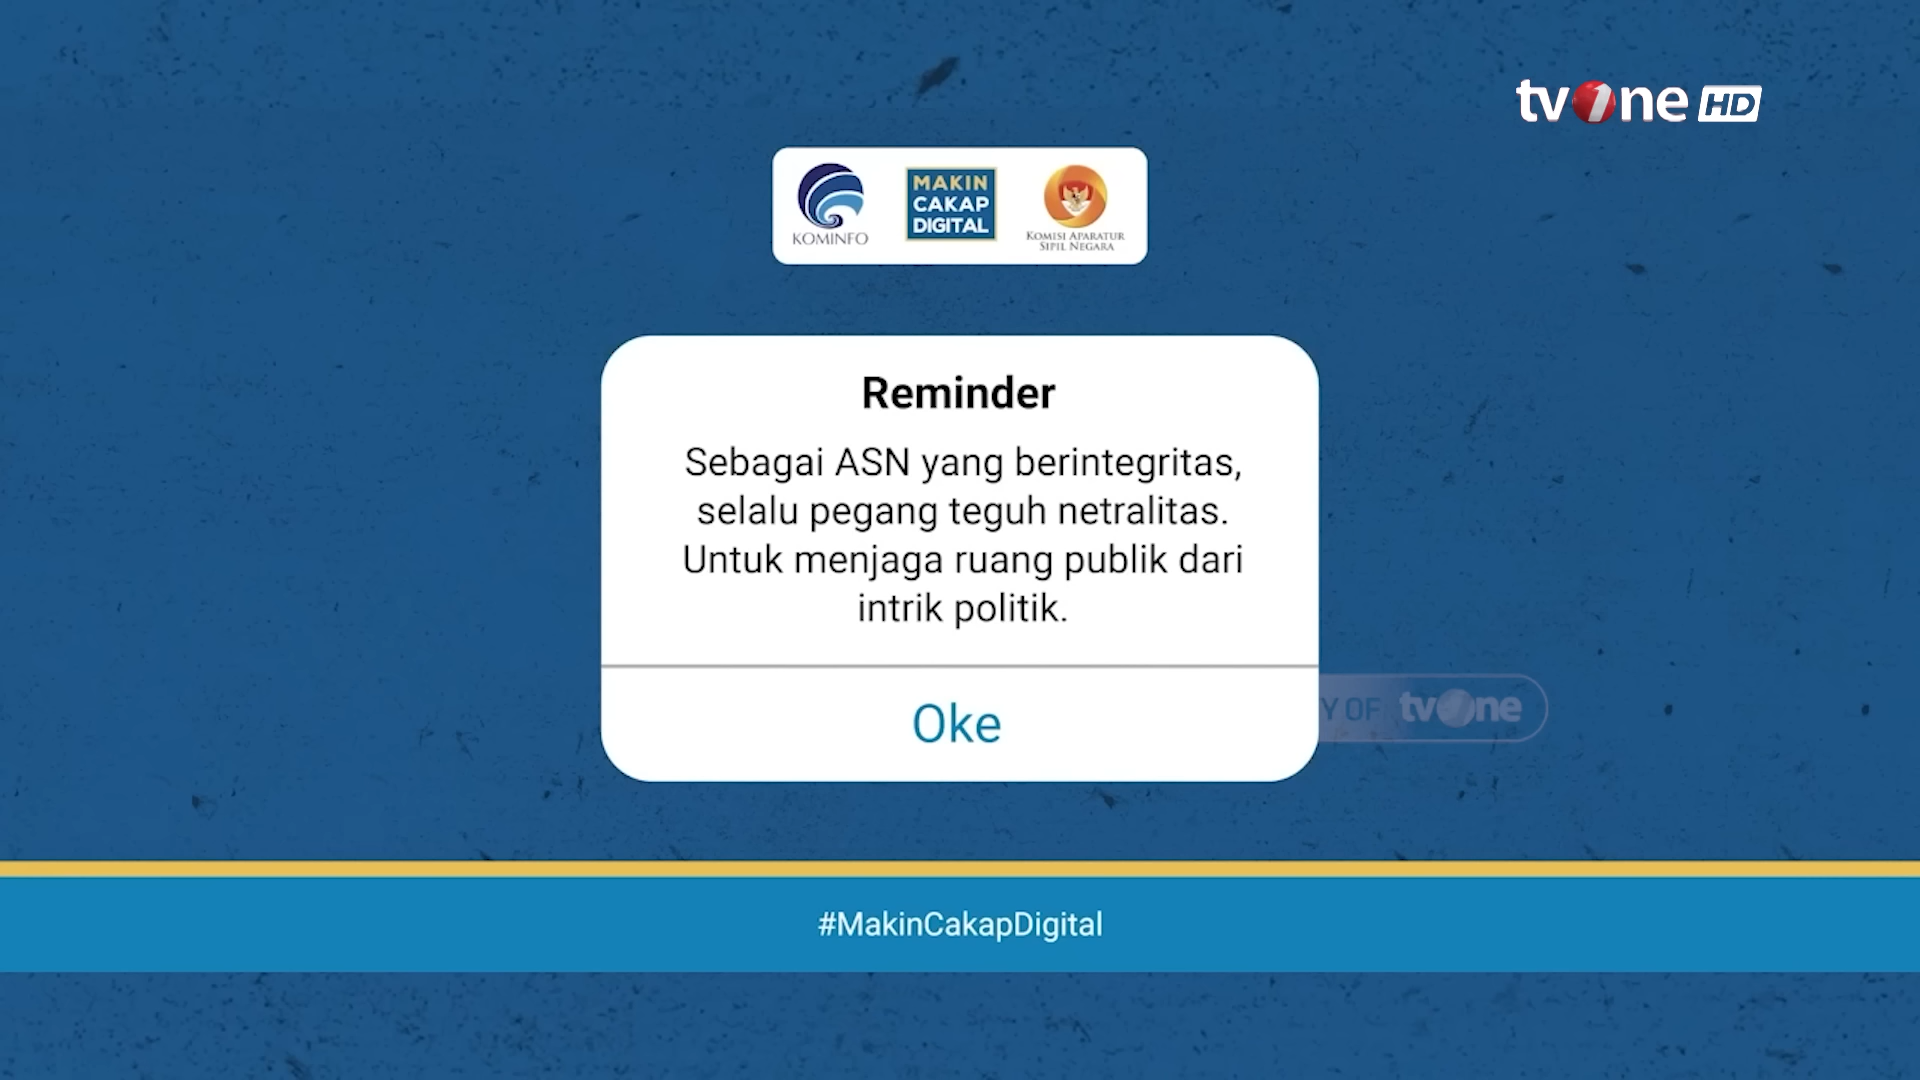 tvOne HD
KOMINFO
MAKIN
CAKAP
DIGITAL
KOMISI APARATUR
SIPIL NEGARA
Reminder
Sebagai ASN yang berintegritas,
selalu pegang teguh netralitas.
Untuk menjaga ruang publik dari
intrik politik.
Y OF tvOne
Oke
#MakinCakapDigital